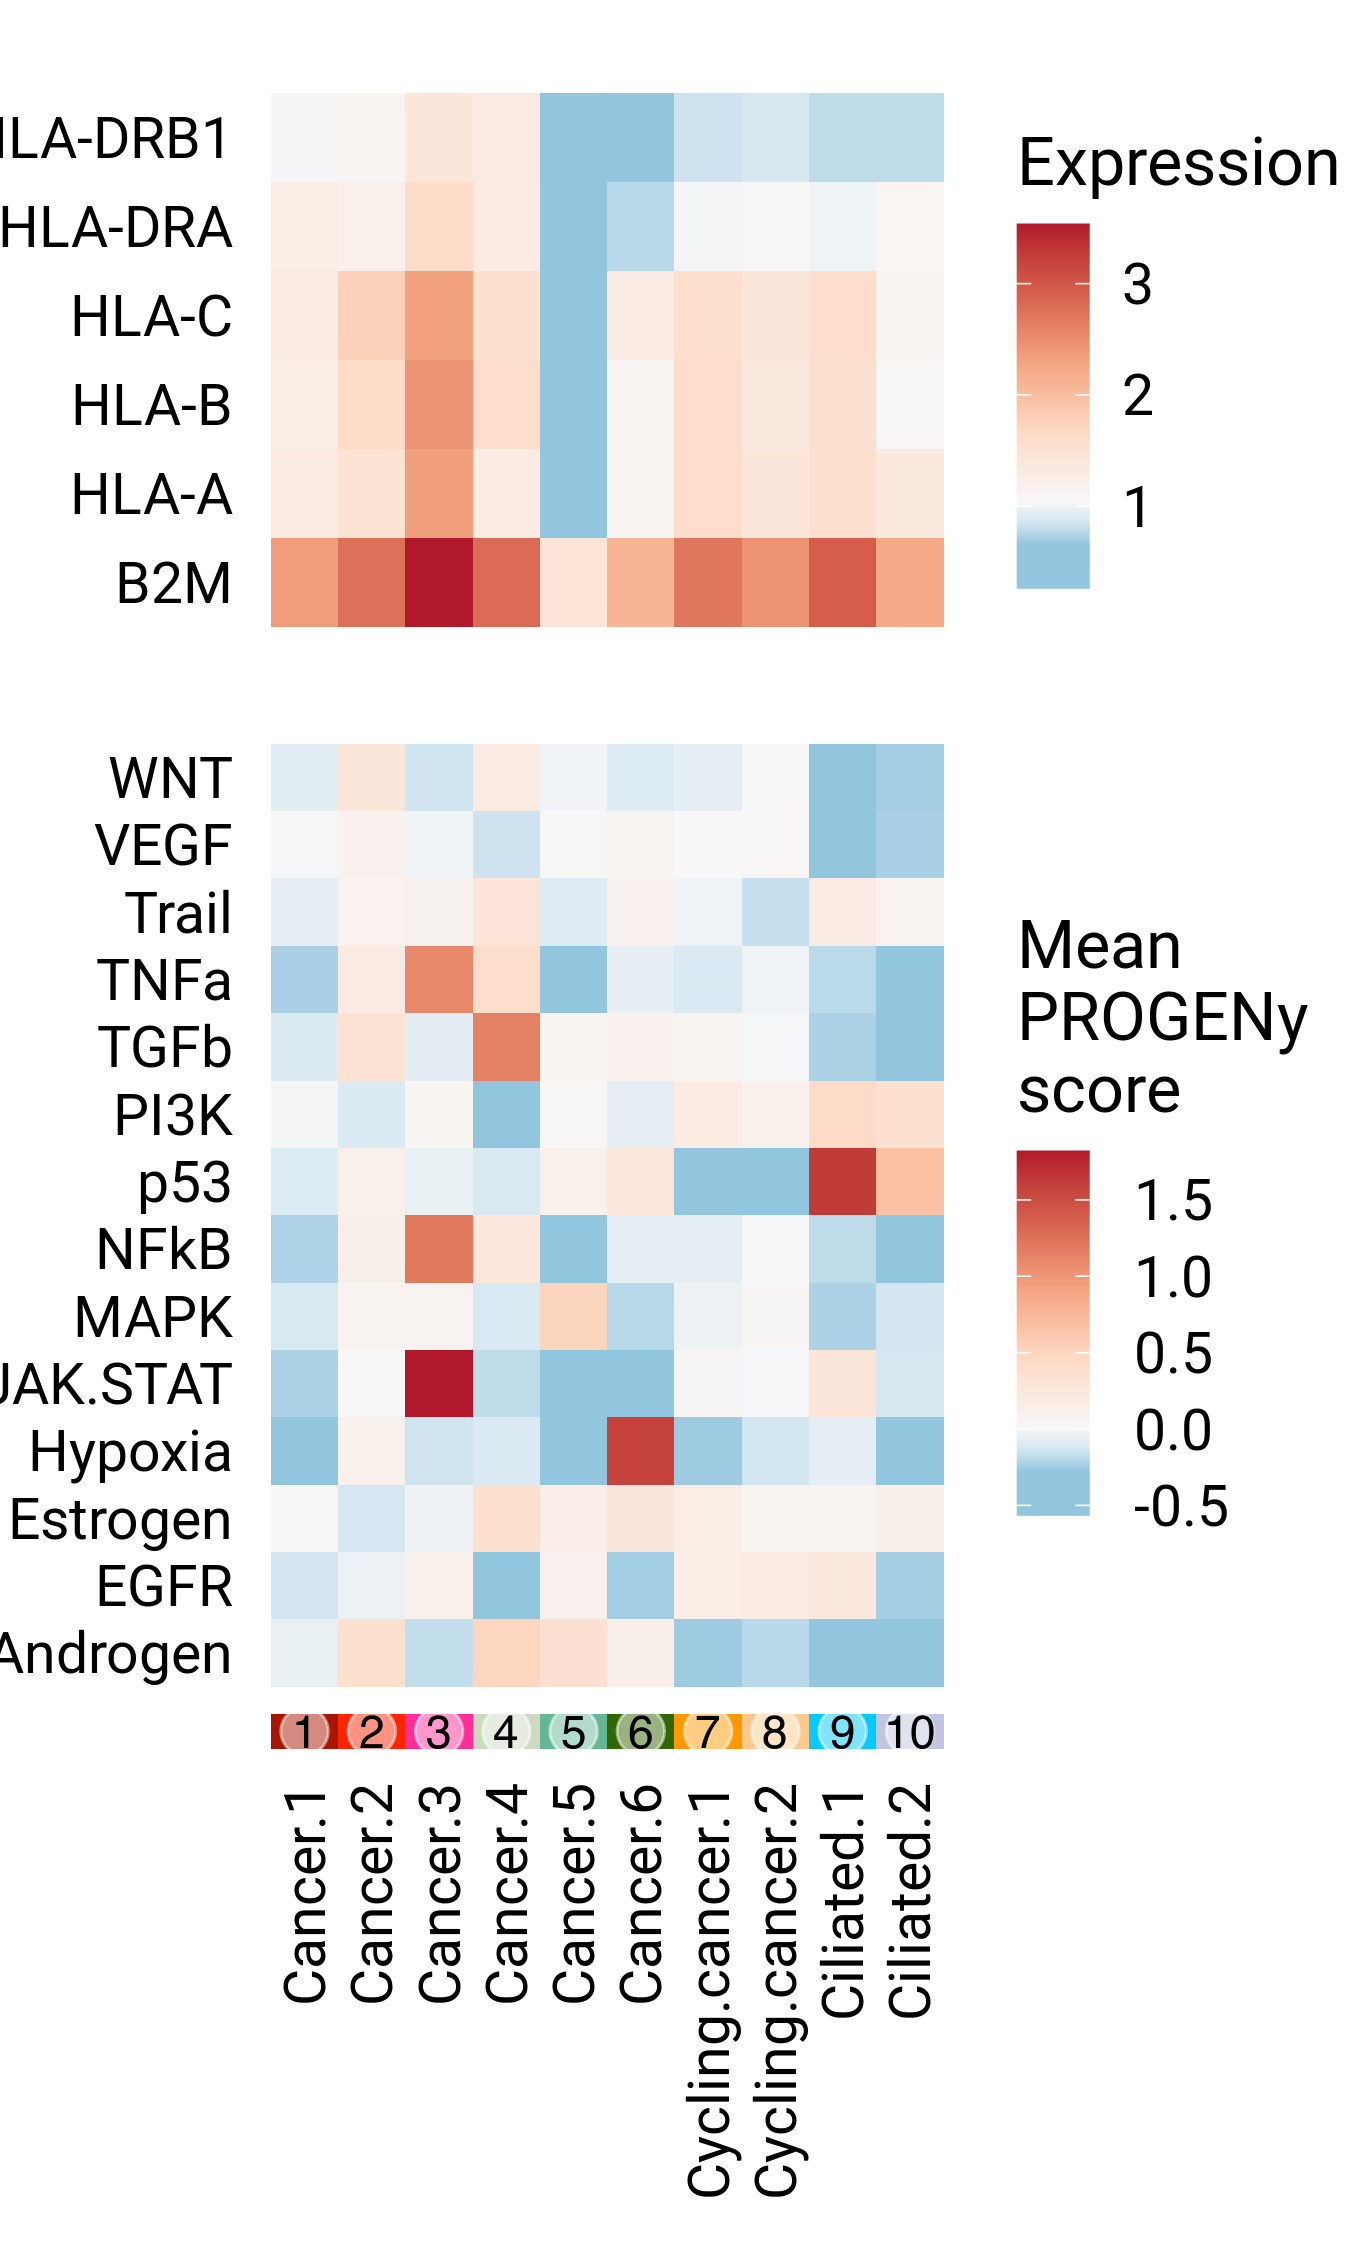 HLA-DRB1
HLA-DRA
HLA-C
HLA-B
HLA-A
B2M
Expression
3
2
1
WNT
VEGF
Trail
TNFa
TGFb
PI3K
p53
NFkB
MAPK
JAK.STAT
Hypoxia
Estrogen
EGFR
Androgen
Mean
PROGENy
score
1.5
1.0
0.5
0.0
-0.5
1 2 3 4 5 6 7 8 9 10
Cancer.1
Cancer.2
Cancer.3
Cancer.4
Cancer.5
Cancer.6
Cycling.cancer.1
Cycling.cancer.2
Ciliated.1
Ciliated.2